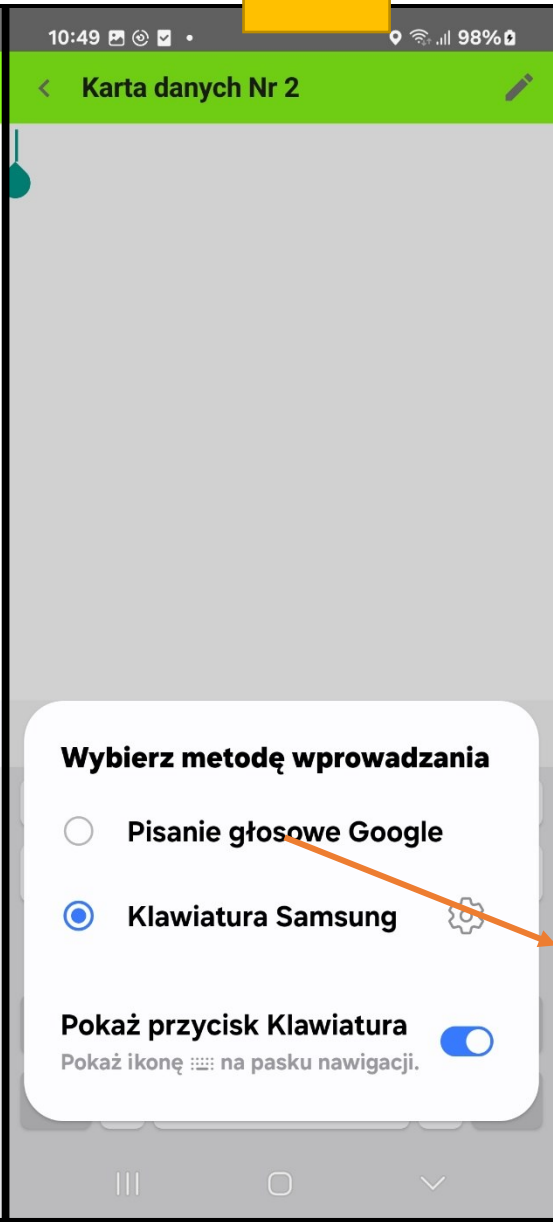 10:49 98%
Karta danych Nr 2
Wybierz metodę wprowadzania
Pisanie głosowe Google
Klawiatura Samsung
Pokaż przycisk Klawiatura
Pokaż ikonę na pasku nawigacji.